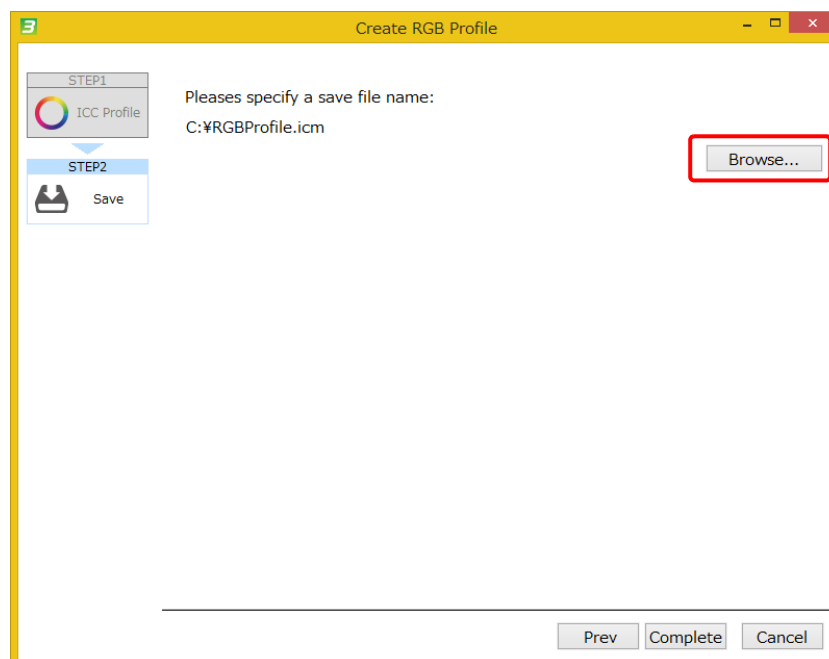 Create RGB Profile
STEP1
ICC Profile
STEP2
Save
Pleases specify a save file name:
C:¥RGBProfile.icm
Browse...
Prev
Complete
Cancel